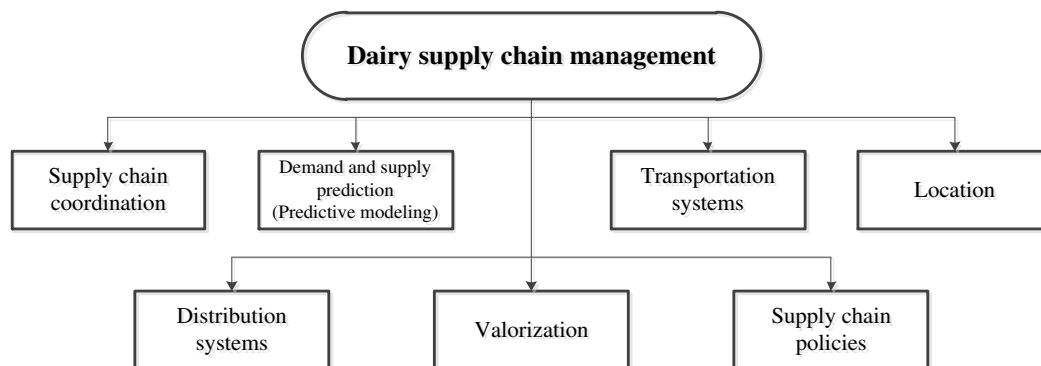 Dairy supply chain management
Supply chain
coordination
Demand and supply
prediction
(Predictive modeling)
Transportation
systems
Location
Distribution
systems
Valorization
Supply chain
policies